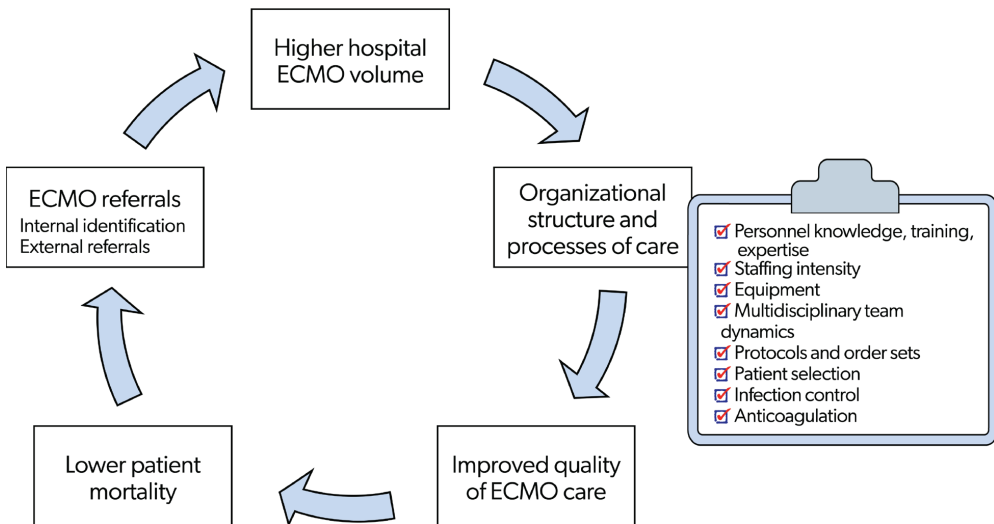 Higher hospital
ECMO volume
Organizational
structure and
processes of care
Personnel knowledge, training,
expertise
Staffing intensity
Equipment
Multidisciplinary team
dynamics
Protocols and order sets
Patient selection
Infection control
Anticoagulation
Improved quality
of ECMO care
Lower patient
mortality
ECMO referrals
Internal identification
External referrals